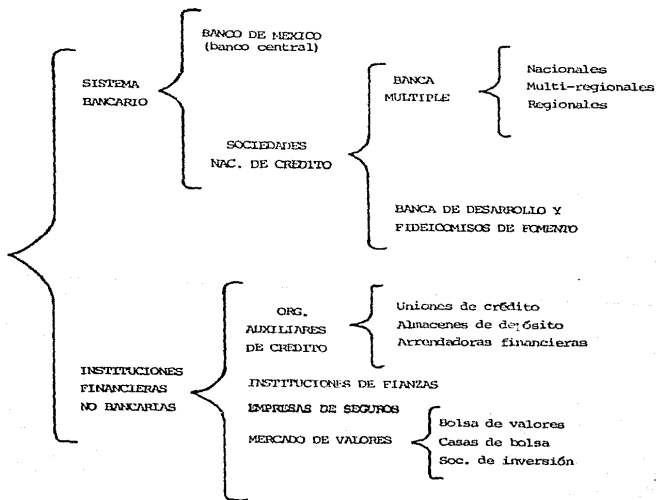 BANCO DE MEXICO
(banco central)
SISTEMA
BANCARIO
SOCIEDADES
NAC. DE CREDITO
BANCA
MULTIPLE
Nacionales
Multi-regionales
Regionales
BANCA DE DESARROLLO Y
FIDEICOMISOS DE FOMENTO
INSTITUCIONES
FINANCIERAS
NO BANCARIAS
ORG.
AUXILIARES
DE CREDITO
Uniones de crédito
Almacenes de depósito
Arrendadoras financieras
INSTITUCIONES DE FIANZAS
EMPRESAS DE SEGUROS
MERCADO DE VALORES
Bolsa de valores
Casas de bolsa
Soc. de inversión